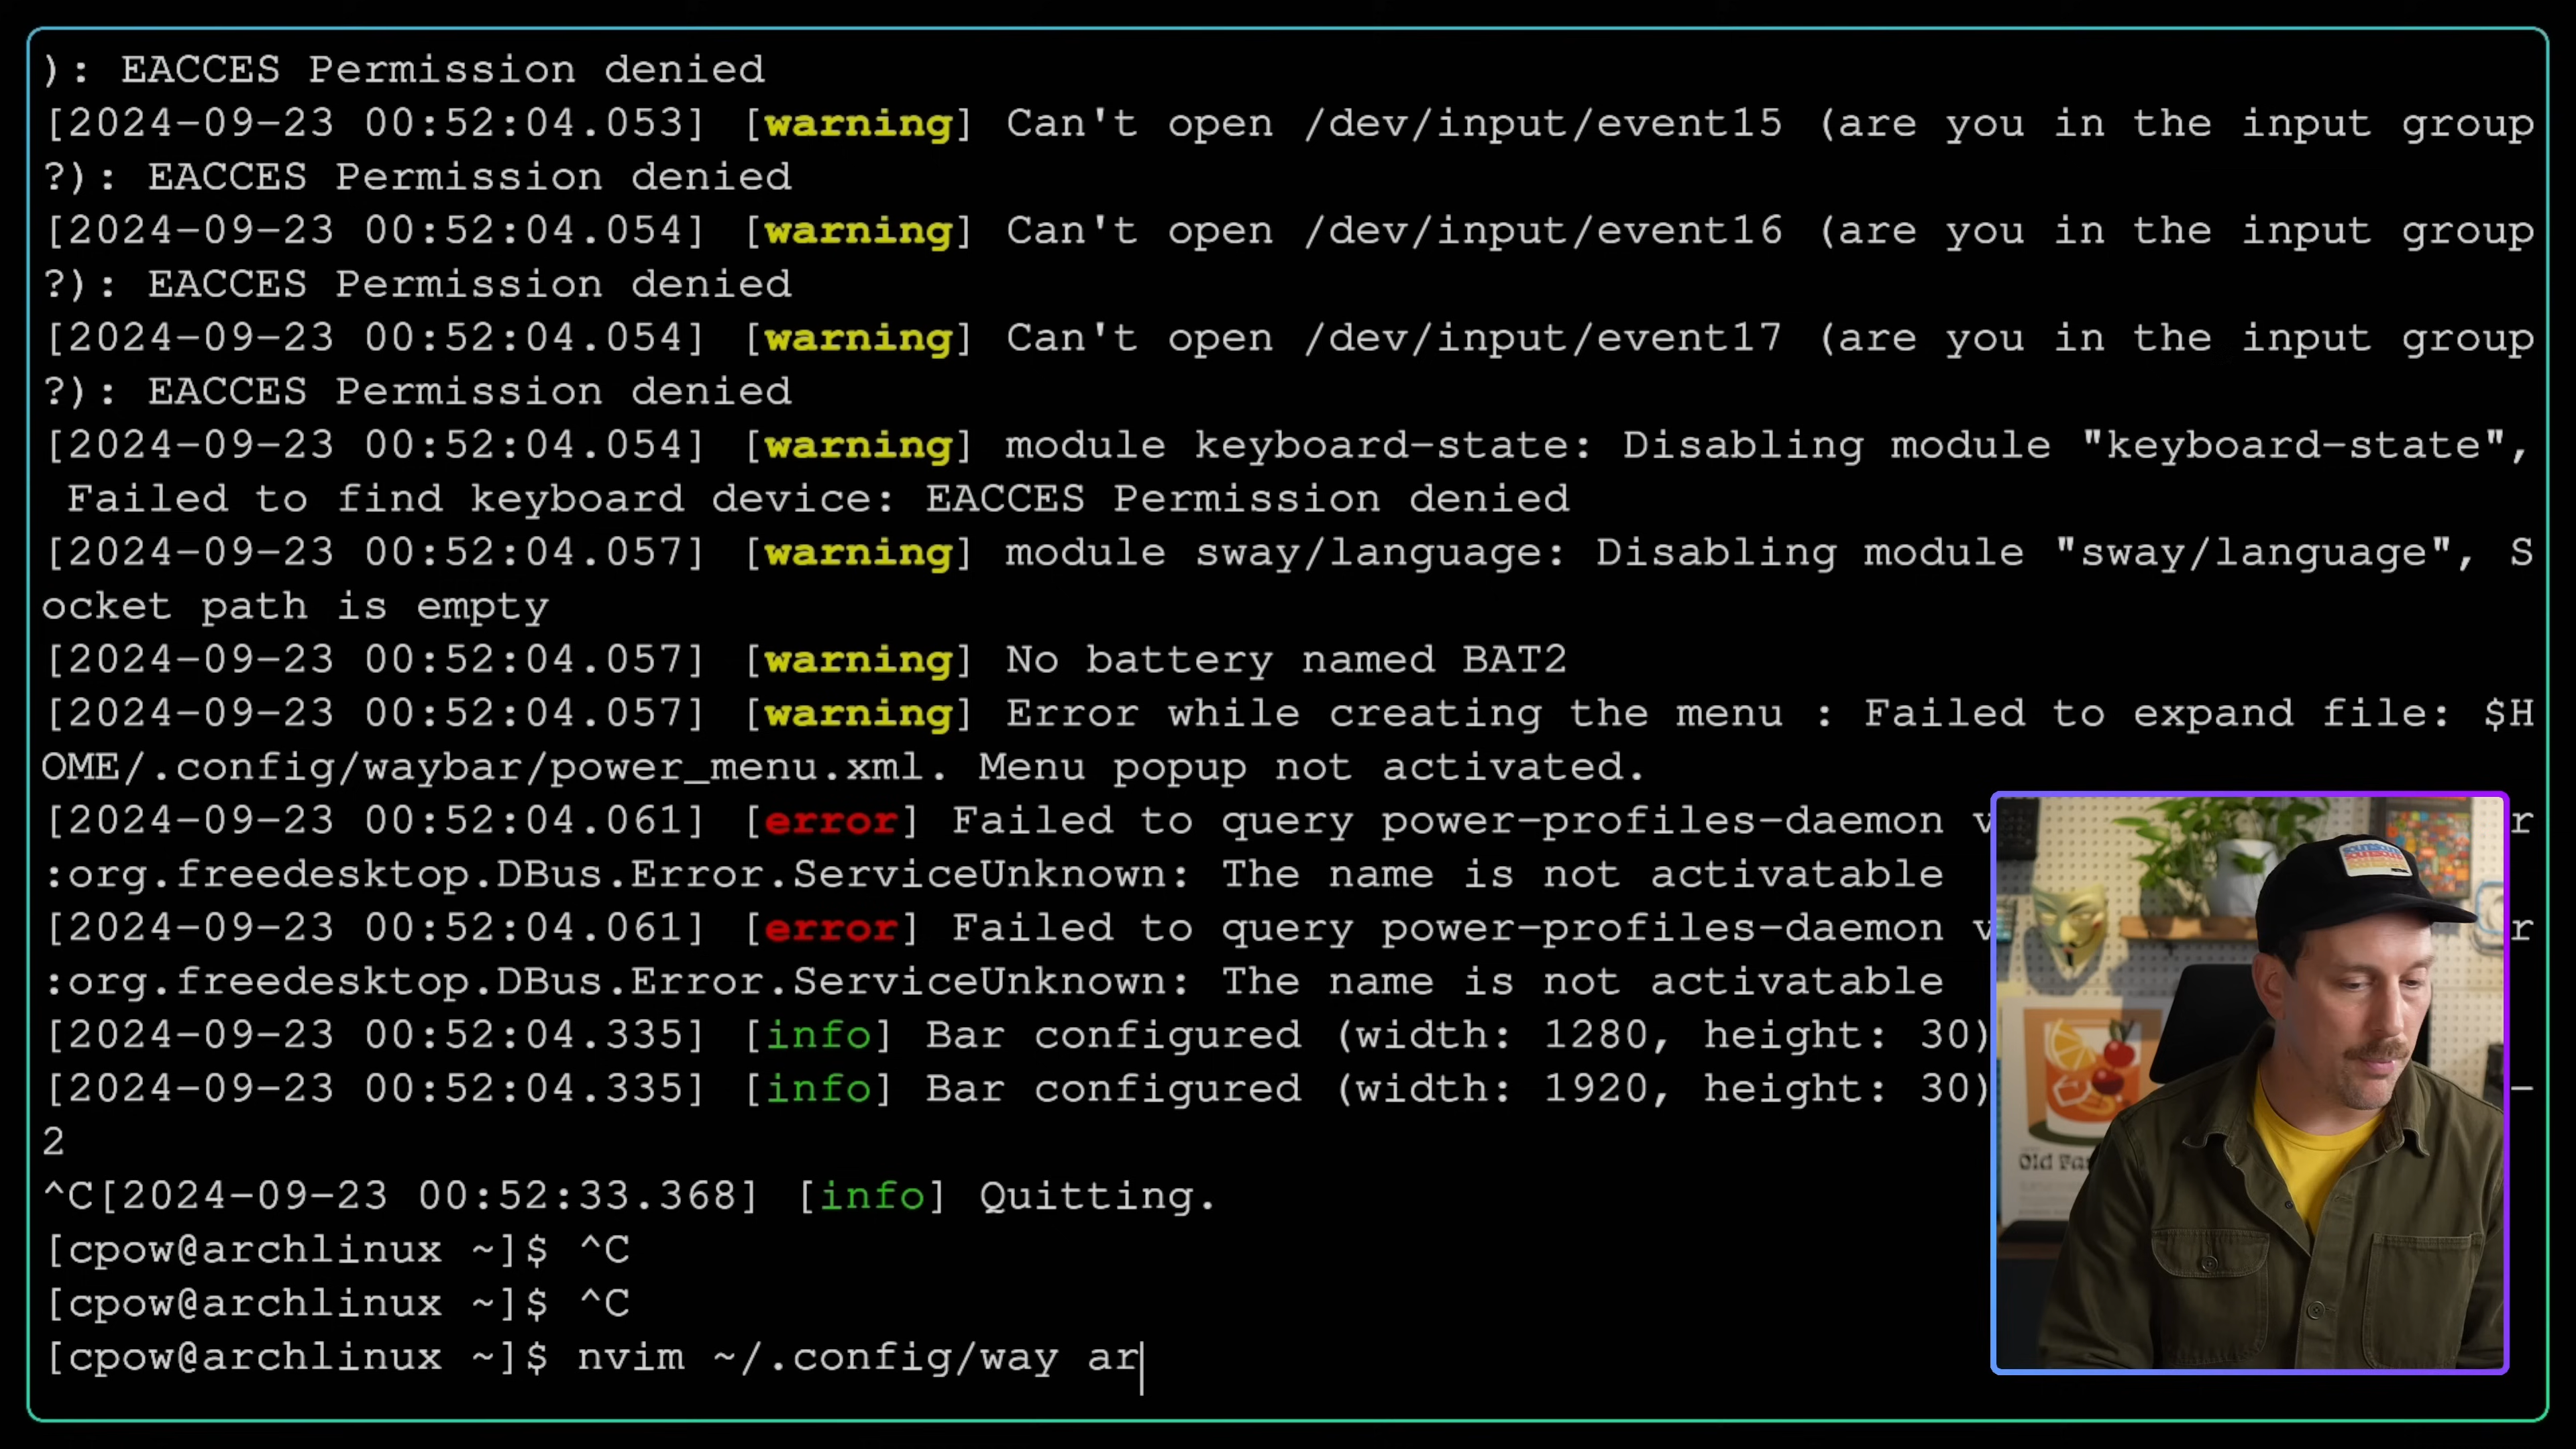 ): EACCES Permission denied
[2024-09-23 00:52:04.053] [warning] Can't open /dev/input/event15 (are you in the input group
?): EACCES Permission denied
[2024-09-23 00:52:04.054] [warning] Can't open /dev/input/event16 (are you in the input group
?): EACCES Permission denied
[2024-09-23 00:52:04.054] [warning] Can't open /dev/input/event17 (are you in the input group
?): EACCES Permission denied
[2024-09-23 00:52:04.054] [warning] module keyboard-state: Disabling module "keyboard-state",
 Failed to find keyboard device: EACCES Permission denied
[2024-09-23 00:52:04.057] [warning] module sway/language: Disabling module "sway/language", S
ocket path is empty
[2024-09-23 00:52:04.057] [warning] No battery named BAT2
[2024-09-23 00:52:04.057] [warning] Error while creating the menu : Failed to expand file: $H
OME/.config/waybar/power_menu.xml. Menu popup not activated.
[2024-09-23 00:52:04.061] [error] Failed to query power-profiles-daemon v r
:org.freedesktop.DBus.Error.ServiceUnknown: The name is not activatable
[2024-09-23 00:52:04.061] [error] Failed to query power-profiles-daemon v r
:org.freedesktop.DBus.Error.ServiceUnknown: The name is not activatable
[2024-09-23 00:52:04.335] [info] Bar configured (width: 1280, height: 30)
[2024-09-23 00:52:04.335] [info] Bar configured (width: 1920, height: 30) -
2
^C[2024-09-23 00:52:33.368] [info] Quitting.
[cpow@archlinux ~]$ ^C
[cpow@archlinux ~]$ ^C
[cpow@archlinux ~]$ nvim ~/.config/way ar
Old